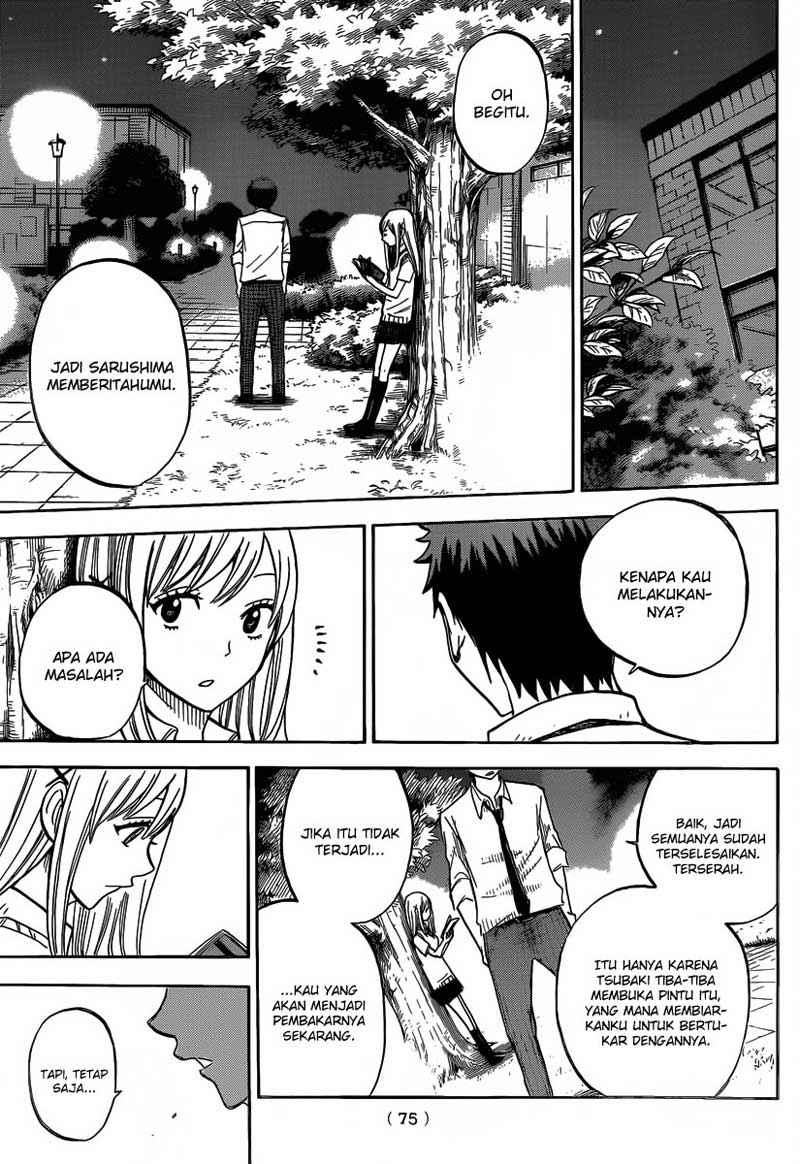 OH
BEGITU.
JADI SARUSHIMA
MEMBERITAHUMU.
KENAPA KAU
MELAKUKAN-
NYA?
APA ADA
MASALAH?
BAIK, JADI
SEMUANYA SUDAH
TERSELESAIKAN.
TERSERAH.
ITU HANYA KARENA
TSUBAKI TIBA-TIBA
MEMBUKA PINTU ITU,
YANG MANA MEMBIAR-
KANKU UNTUK BERTU-
KAR DENGANNYA.
JIKA ITU TIDAK
TERJADI...
...KAU YANG
AKAN MENJADI
PEMBAKARNYA
SEKARANG.
TAPI, TETAP
SAJA...
( 75 )